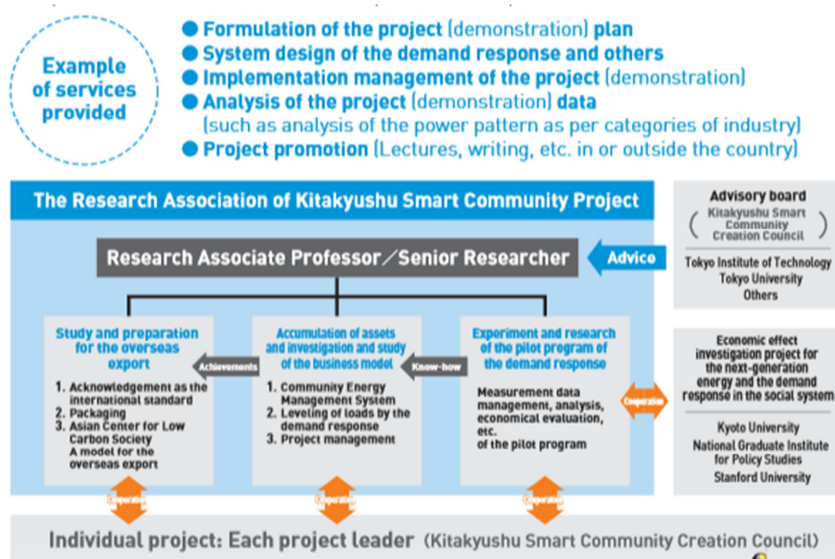 Example
of services
provided
● Formulation of the project (demonstration) plan
● System design of the demand response and others
● Implementation management of the project (demonstration)
● Analysis of the project (demonstration) data
(such as analysis of the power pattern as per categories of industry)
● Project promotion (Lectures, writing, etc. in or outside the country)
The Research Association of Kitakyushu Smart Community Project
Research Associate Professor/Senior Researcher
Advice
Advisory board
(Kitakyushu Smart
Community
Creation Council)
Tokyo Institute of Technology
Tokyo University
Others
Study and preparation
for the overseas
export
1. Acknowledgement as the
international standard
2. Packaging
3. Asian Center for Low
Carbon Society
A model for the
overseas export
Achievements
Accumulation of assets
and investigation and study
of the business model
1. Community Energy
Management System
2. Leveling of loads by the
demand response
3. Project management
Know-how
Experiment and research
of the pilot program of
the demand response
Measurement data
management, analysis,
economical evaluation,
etc.
of the pilot program
Cooperation
Economic effect
investigation project for
the next-generation
energy and the demand
response in the social system
Kyoto University
National Graduate Institute
for Policy Studies
Stanford University
Cooperation
Cooperation
Cooperation
Individual project: Each project leader (Kitakyushu Smart Community Creation Council)